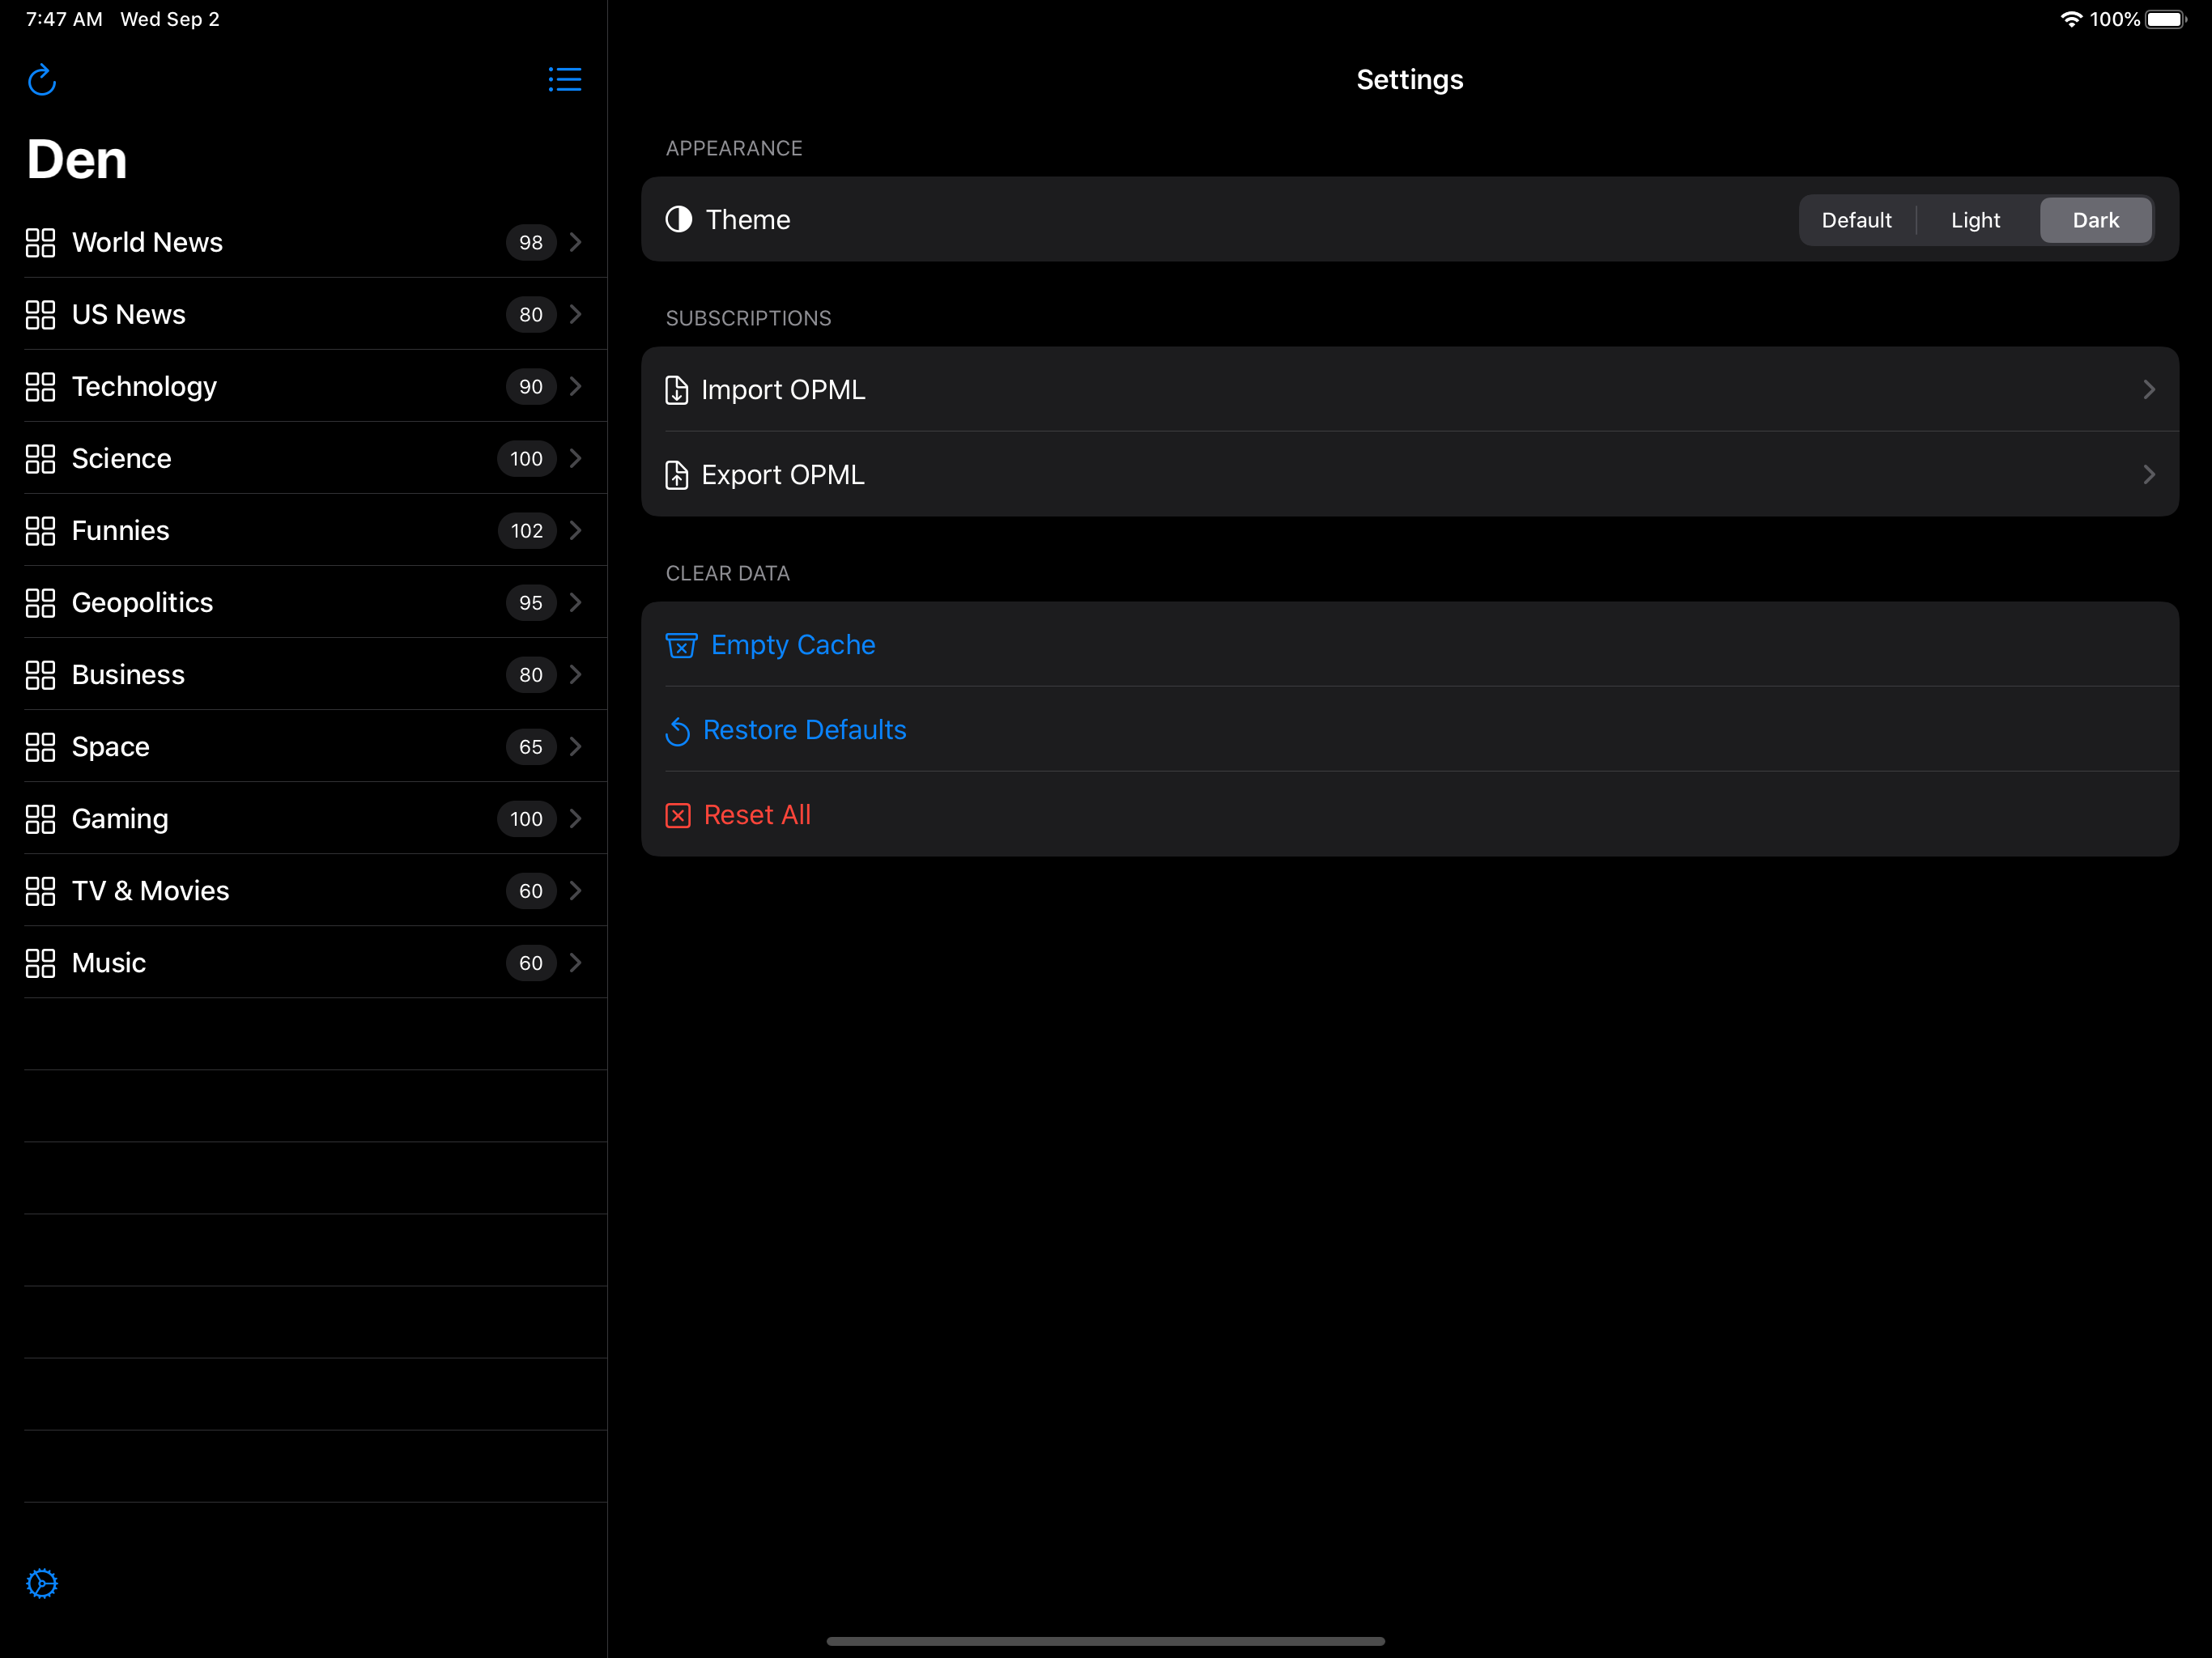 7:47 AM Wed Sep 2
100%
Den
World News 98
US News 80
Technology 90
Science 100
Funnies 102
Geopolitics 95
Business 80
Space 65
Gaming 100
TV & Movies 60
Music 60
Settings
APPEARANCE
Theme Default Light Dark
SUBSCRIPTIONS
Import OPML
Export OPML
CLEAR DATA
Empty Cache
Restore Defaults
Reset All